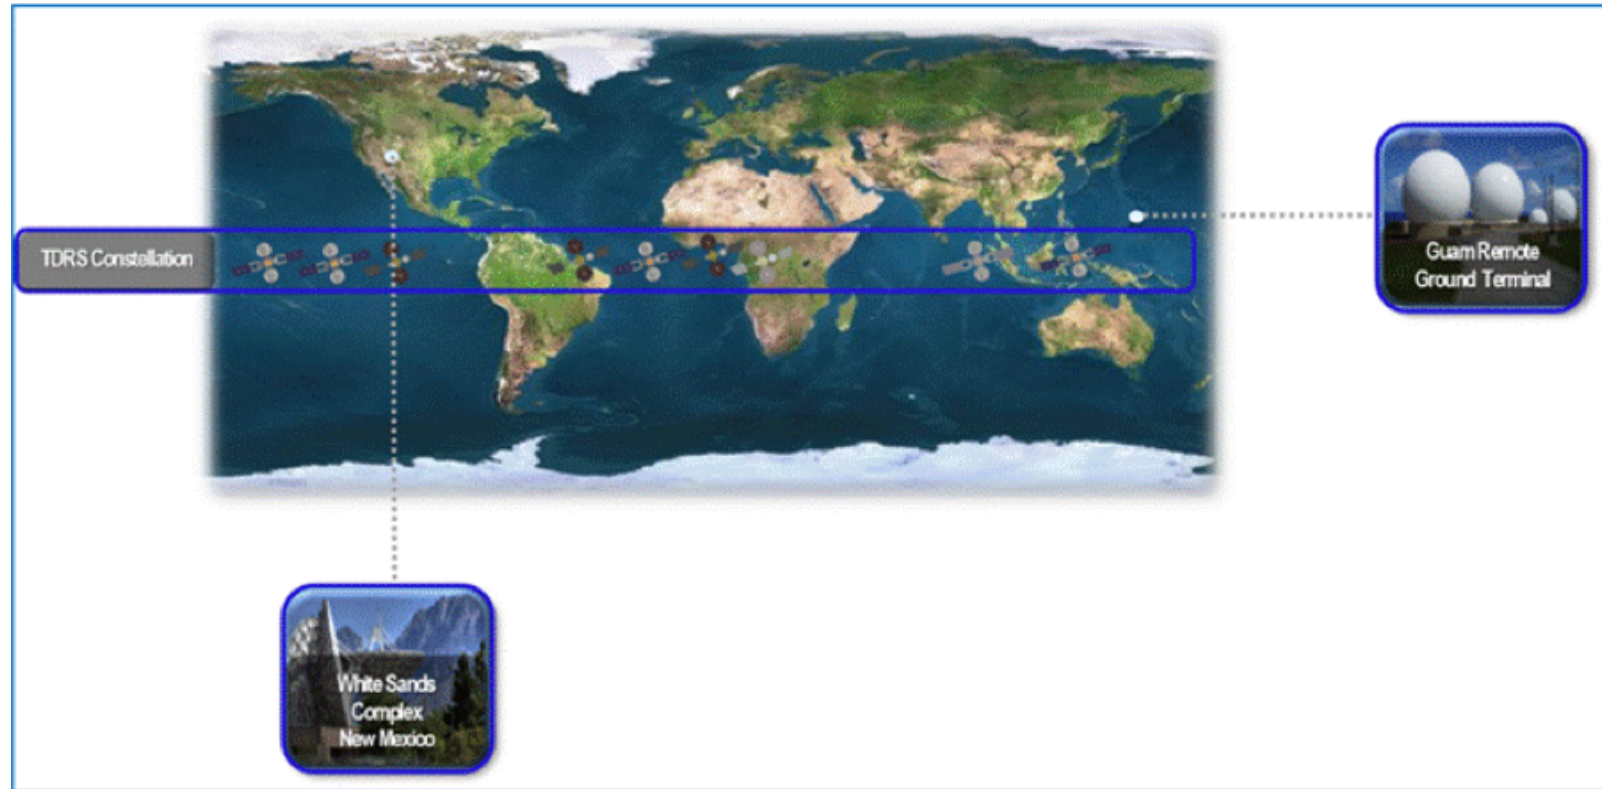 TDRS Constellation
Guam Remote
Ground Terminal
White Sands
Complex
New Mexico